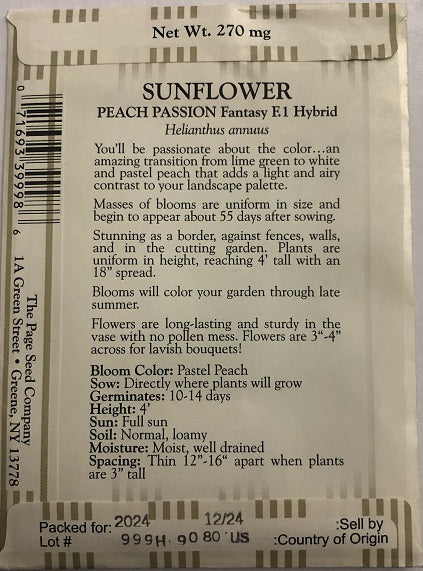 Net Wt. 270 mg
SUNFLOWER
PEACH PASSION Fantasy F.1 Hybrid
Helianthus annuus
You'll be passionate about the color...an
amazing transition from lime green to white
and pastel peach that adds a light and airy
contrast to your landscape palette.
Masses of blooms are uniform in size and
begin to appear about 55 days after sowing.
Stunning as a border, against fences, walls,
and in the cutting garden. Plants are
uniform in height, reaching 4' tall with an
18" spread.
Blooms will color your garden through late
summer.
Flowers are long-lasting and sturdy in the
vase with no pollen mess. Flowers are 3"-4"
across for lavish bouquets!
Bloom Color: Pastel Peach
Sow: Directly where plants will grow
Germinates: 10-14 days
Height: 4'
Sun: Full sun
Soil: Normal, loamy
Moisture: Moist, well drained
Spacing: Thin 12"-16" apart when plants
are 3" tall
0 71693 39998 6
The Page Seed Company
1A Green Street • Greene, NY 13778
Packed for: 2024 12/24 :Sell by
Lot # 999H. 90 80 US :Country of Origin